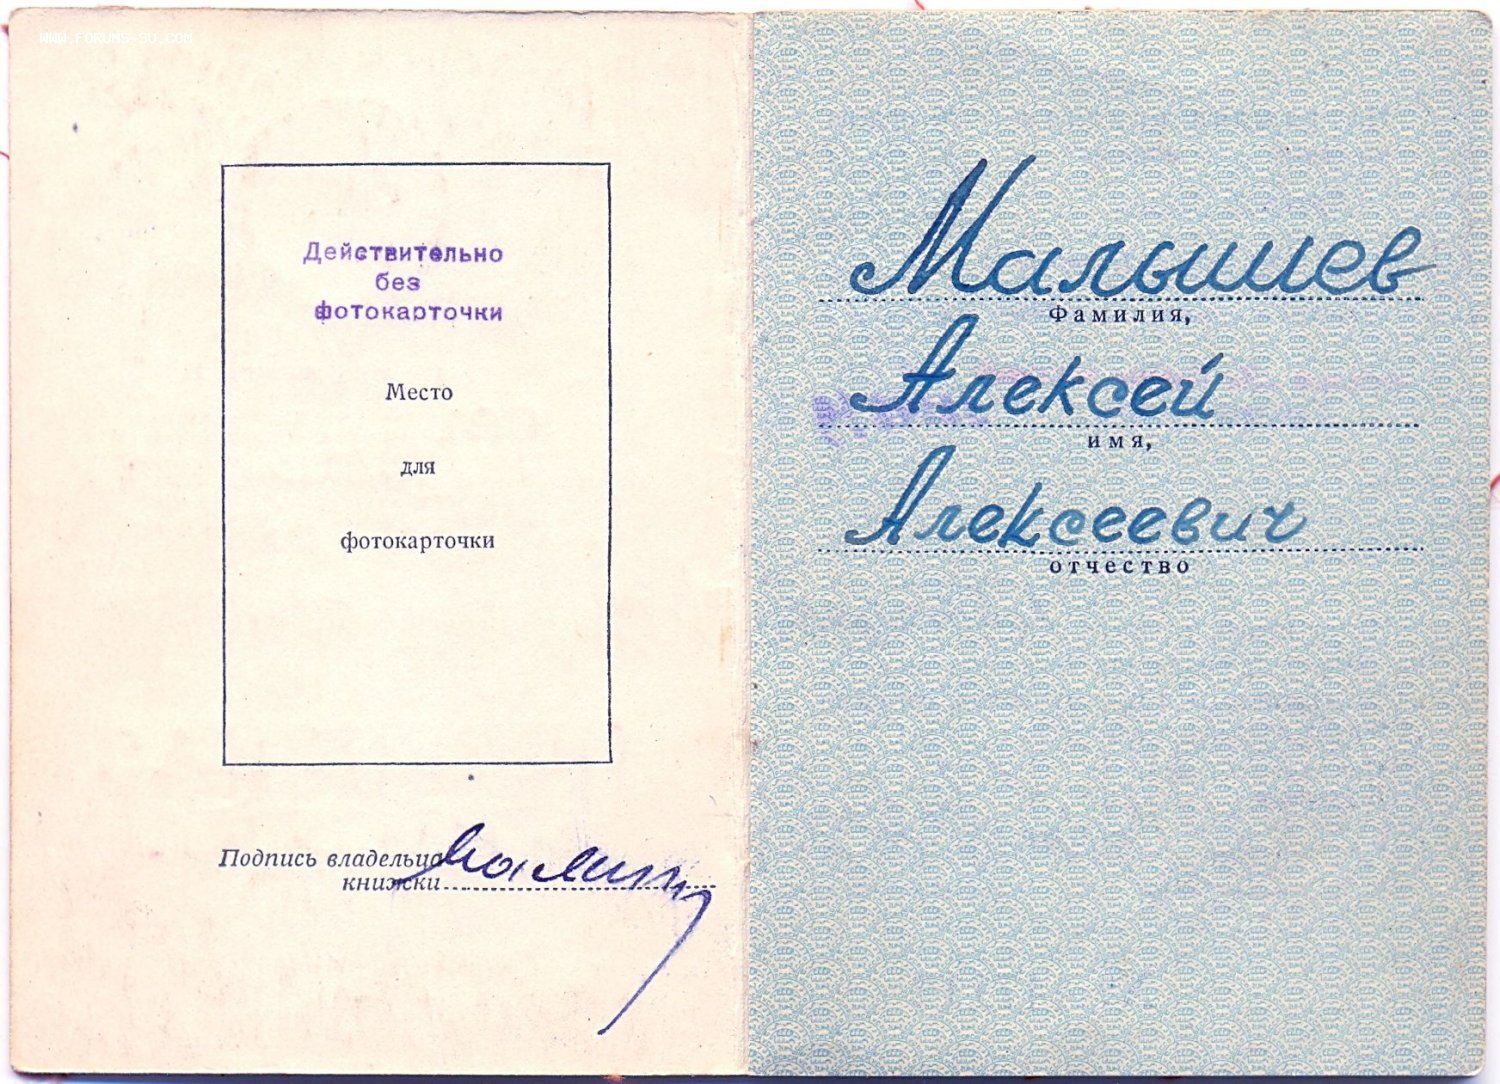 WWW.FORUMS-SU.COM
Действительно
без
фотокарточки
Место
для
фотокарточки
Подпись владельца
книжки
Малышев
Фамилия,
Алексей
имя,
Алексеевич
отчество